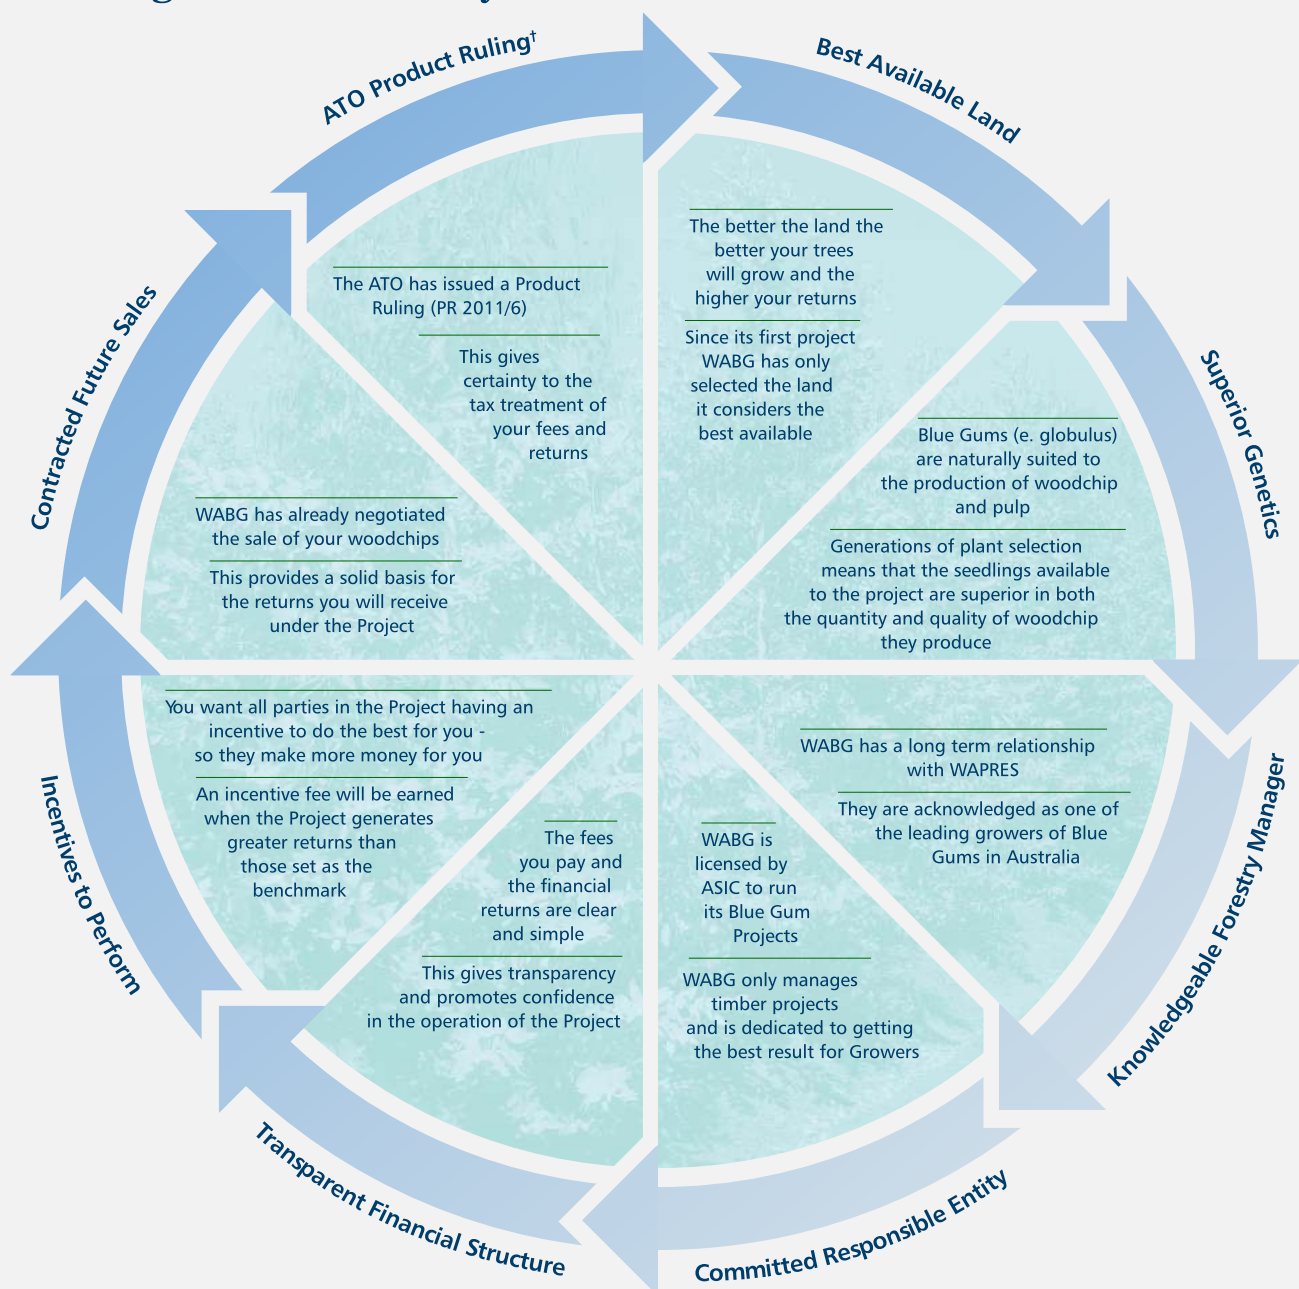 ATO Product Ruling†
The ATO has issued a Product
Ruling (PR 2011/6)
This gives
certainty to the
tax treatment of
your fees and
returns
Best Available Land
The better the land the
better your trees
will grow and the
higher your returns
Since its first project
WABG has only
selected the land
it considers the
best available
Superior Genetics
Blue Gums (e. globulus)
are naturally suited to
the production of woodchip
and pulp
Generations of plant selection
means that the seedlings available
to the project are superior in both
the quantity and quality of woodchip
they produce
Knowledgeable Forestry Manager
WABG has a long term relationship
with WAPRES
They are acknowledged as one of
the leading growers of Blue
Gums in Australia
Committed Responsible Entity
WABG is
licensed by
ASIC to run
its Blue Gum
Projects
WABG only manages
timber projects
and is dedicated to getting
the best result for Growers
Transparent Financial Structure
The fees
you pay and
the financial
returns are clear
and simple
This gives transparency
and promotes confidence
in the operation of the Project
Incentives to Perform
You want all parties in the Project having an
incentive to do the best for you -
so they make more money for you
An incentive fee will be earned
when the Project generates
greater returns than
those set as the
benchmark
Contracted Future Sales
WABG has already negotiated
the sale of your woodchips
This provides a solid basis for
the returns you will receive
under the Project